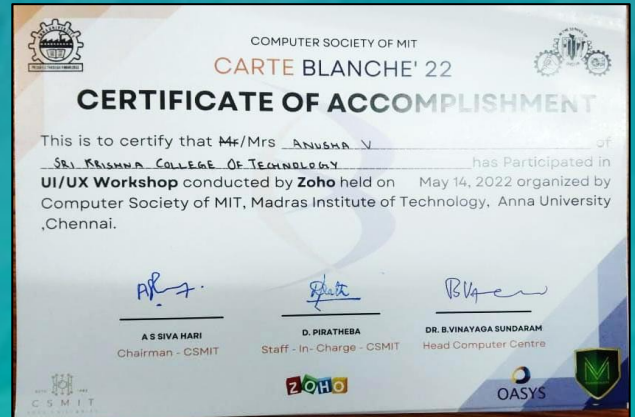 COMPUTER SOCIETY OF MIT
CARTE BLANCHE' 22
CERTIFICATE OF ACCOMPLISHMENT
This is to certify that Mr/Mrs ANUSHA V of
SRI KRISHNA COLLEGE OF TECHNOLOGY has Participated in
UI/UX Workshop conducted by Zoho held on May 14, 2022 organized by
Computer Society of MIT, Madras Institute of Technology, Anna University
,Chennai.
A S SIVA HARI
Chairman - CSMIT
D. PIRATHEBA
Staff - In- Charge - CSMIT
DR. B.VINAYAGA SUNDARAM
Head Computer Centre
CSMIT
ZOHO
OASYS